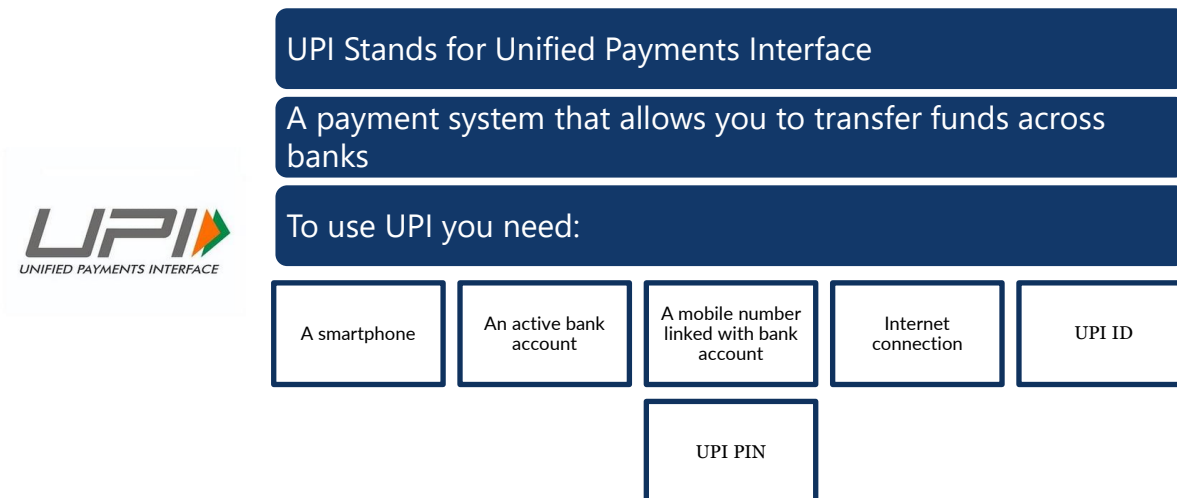 UPI Stands for Unified Payments Interface
A payment system that allows you to transfer funds across
banks
UPI
UNIFIED PAYMENTS INTERFACE
To use UPI you need:
A smartphone
An active bank
account
A mobile number
linked with bank
account
Internet
connection
UPI ID
UPI PIN